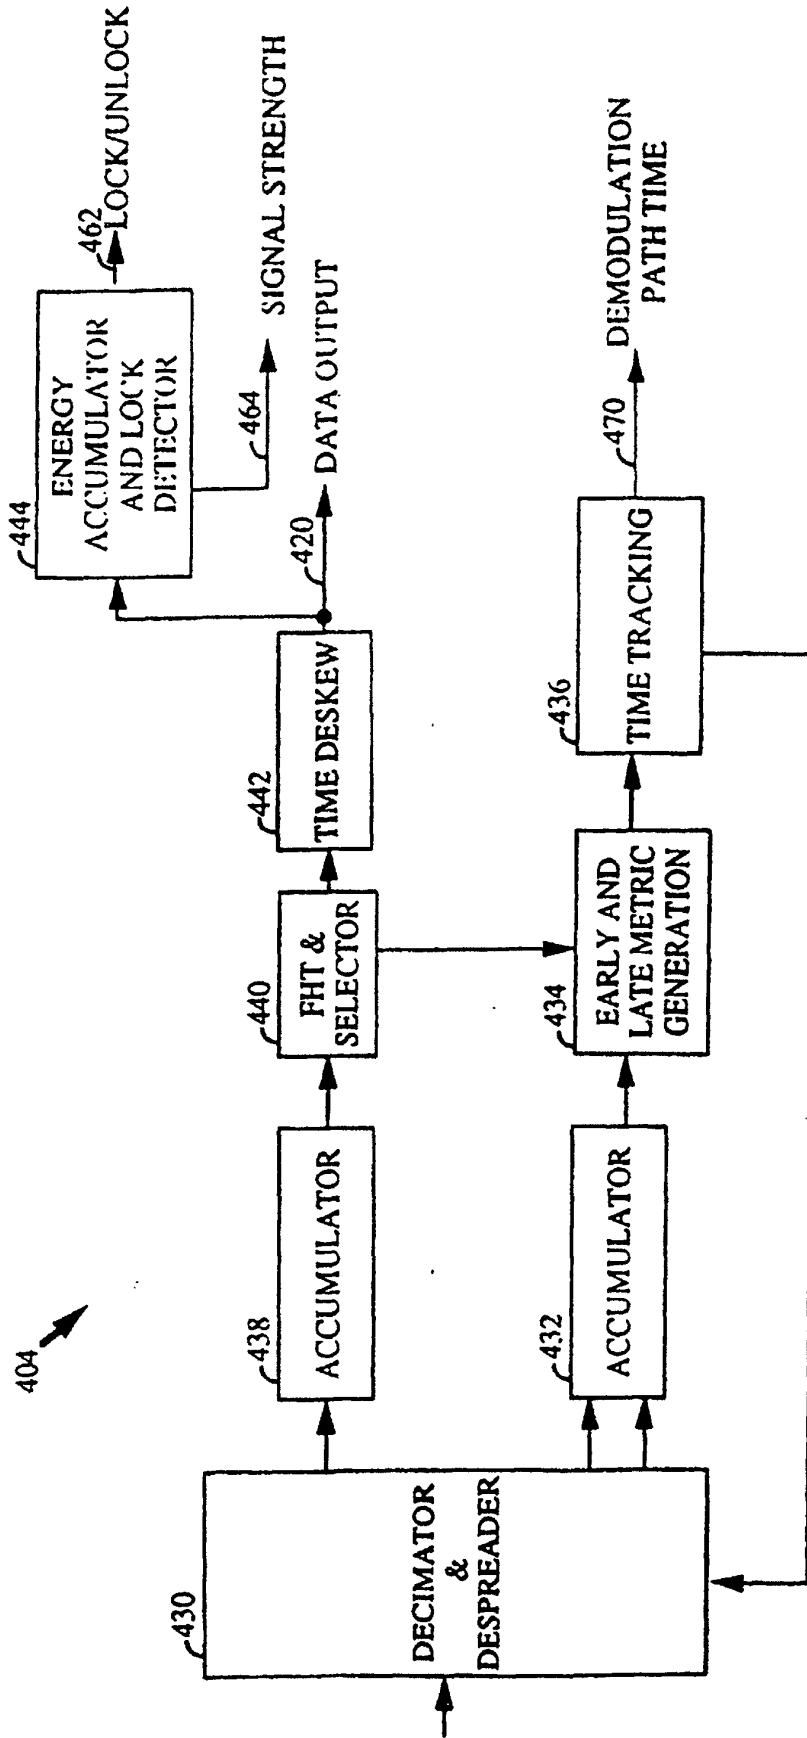 404
430
DECIMATOR
&
DESPREADER
438
ACCUMULATOR
440
FHT &
SELECTOR
442
TIME DESKEW
420
DATA OUTPUT
444
ENERGY
ACCUMULATOR
AND LOCK
DETECTOR
462
LOCK/UNLOCK
464
SIGNAL STRENGTH
432
ACCUMULATOR
434
EARLY AND
LATE METRIC
GENERATION
436
TIME TRACKING
470
DEMODULATION
PATH TIME